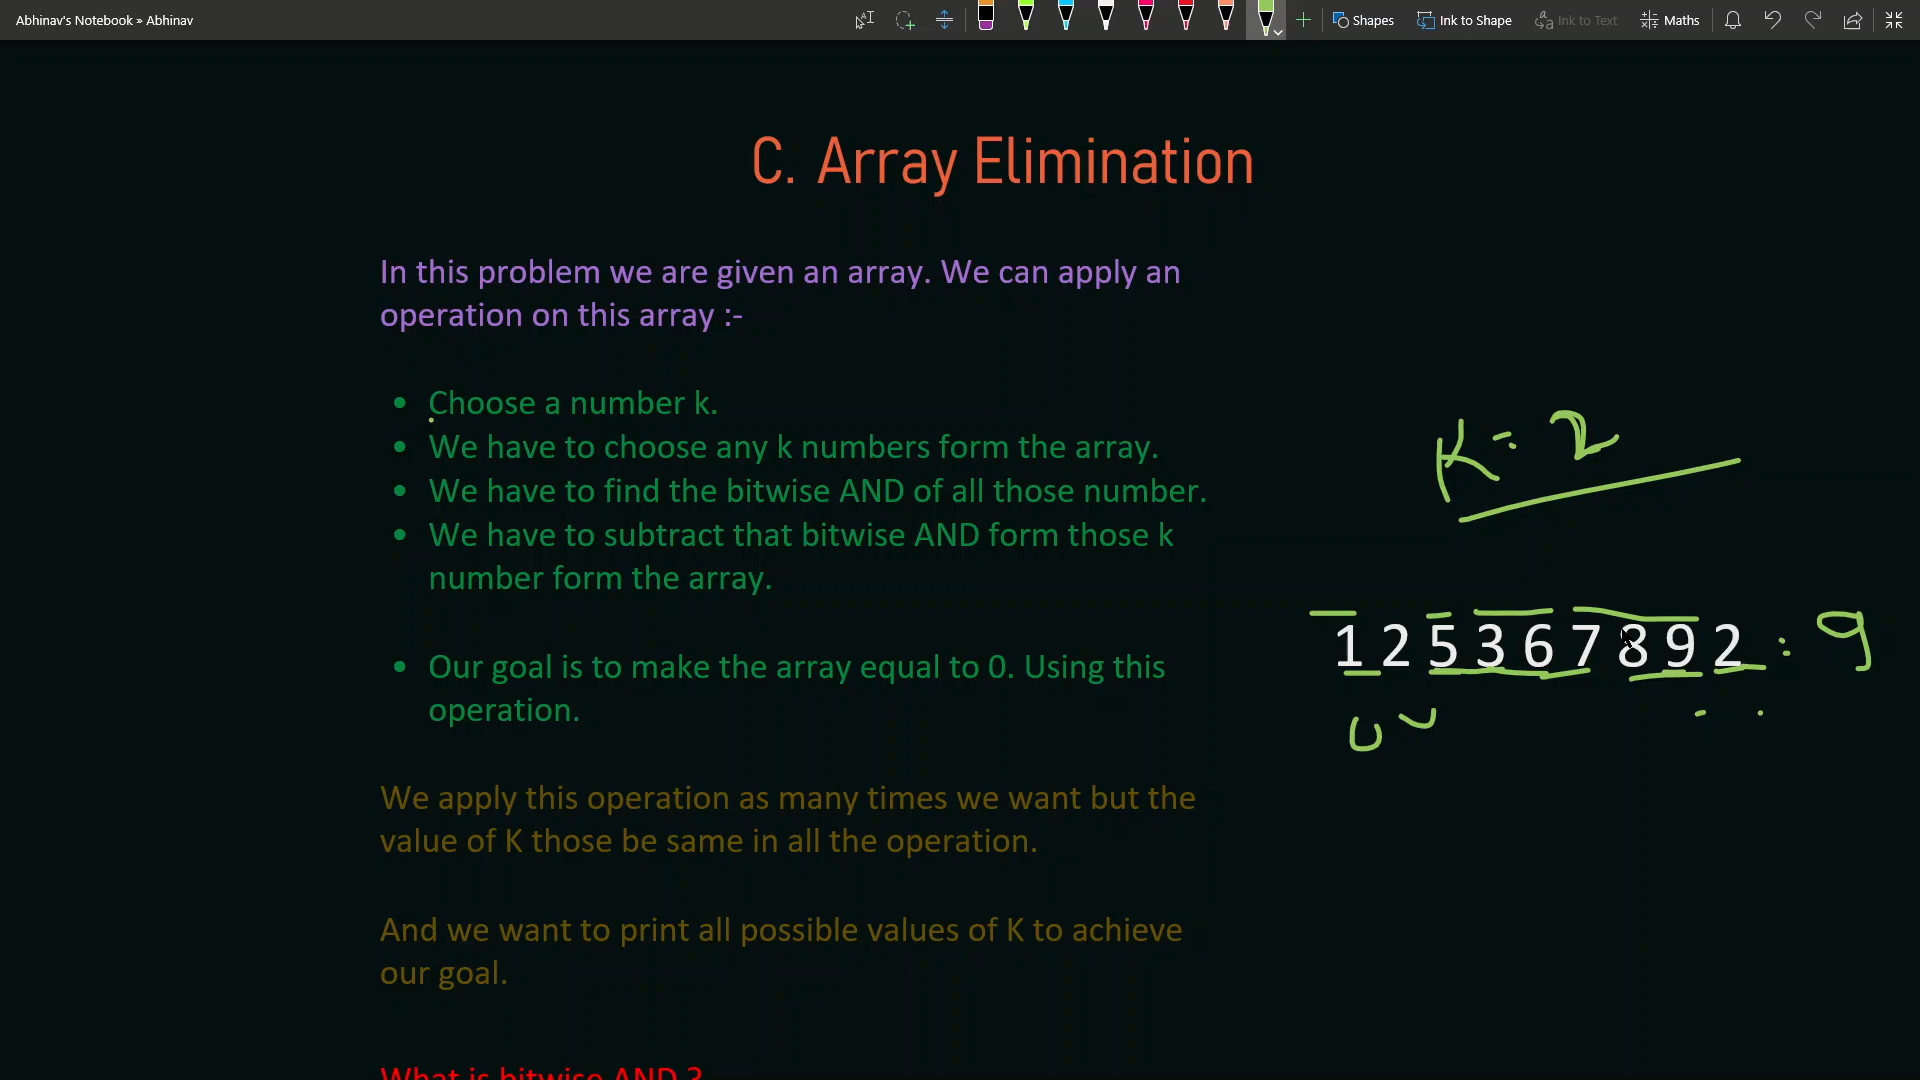 Abhinav's Notebook » Abhinav
Shapes
Ink to Shape
Ink to Text
Maths
C. Array Elimination
In this problem we are given an array. We can apply an
operation on this array :-
• Choose a number k.
• We have to choose any k numbers form the array.
• We have to find the bitwise AND of all those number.
• We have to subtract that bitwise AND form those k
number form the array.
K = 2
1 2 5 3 6 7 8 9 2 : 9
• Our goal is to make the array equal to 0. Using this
operation.
We apply this operation as many times we want but the
value of K those be same in all the operation.
And we want to print all possible values of K to achieve
our goal.
What is bitwise AND ?